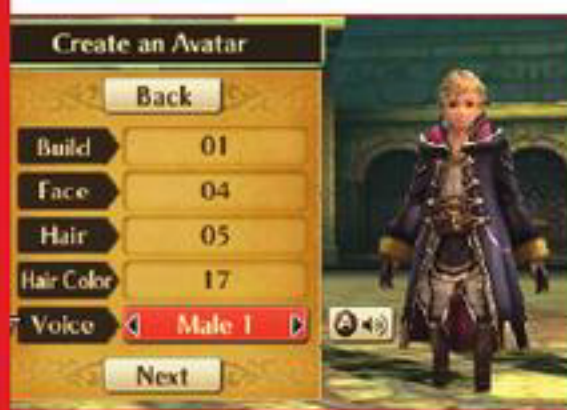 Create an Avatar
Back
Build 01
Face 04
Hair 05
Hair Color 17
Voice Male 1
A
Next